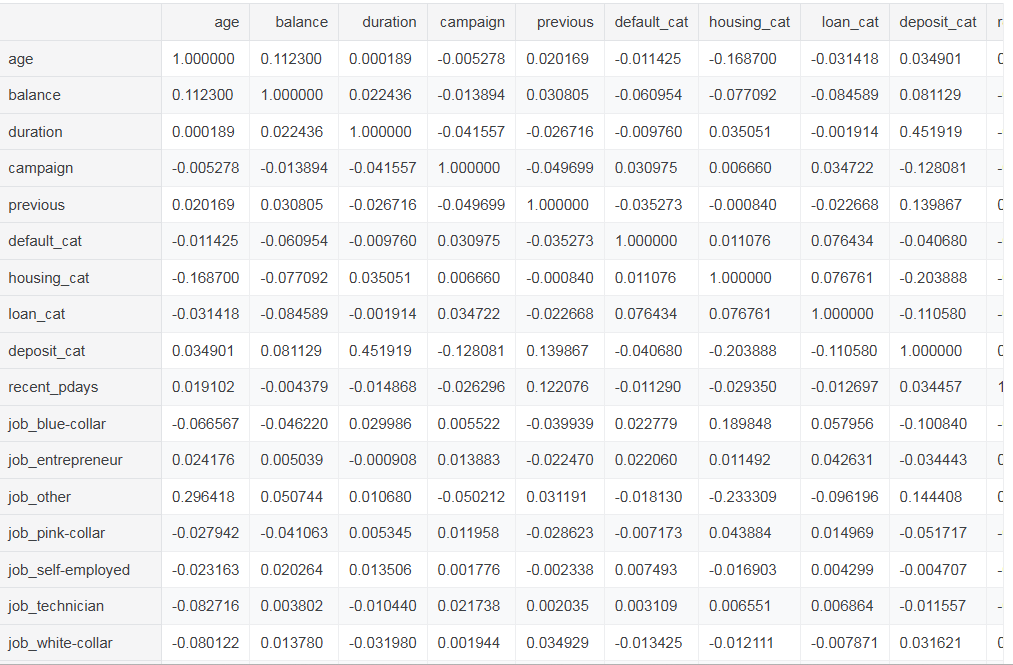 age balance duration campaign previous default_cat housing_cat loan_cat deposit_cat
age 1.000000 0.112300 0.000189 -0.005278 0.020169 -0.011425 -0.168700 -0.031418 0.034901
balance 0.112300 1.000000 0.022436 -0.013894 0.030805 -0.060954 -0.077092 -0.084589 0.081129 -
duration 0.000189 0.022436 1.000000 -0.041557 -0.026716 -0.009760 0.035051 -0.001914 0.451919 -
campaign -0.005278 -0.013894 -0.041557 1.000000 -0.049699 0.030975 0.006660 0.034722 -0.128081 -
previous 0.020169 0.030805 -0.026716 -0.049699 1.000000 -0.035273 -0.000840 -0.022668 0.139867
default_cat -0.011425 -0.060954 -0.009760 0.030975 -0.035273 1.000000 0.011076 0.076434 -0.040680 -
housing_cat -0.168700 -0.077092 0.035051 0.006660 -0.000840 0.011076 1.000000 0.076761 -0.203888 -
loan_cat -0.031418 -0.084589 -0.001914 0.034722 -0.022668 0.076434 0.076761 1.000000 -0.110580 -
deposit_cat 0.034901 0.081129 0.451919 -0.128081 0.139867 -0.040680 -0.203888 -0.110580 1.000000
recent_pdays 0.019102 -0.004379 -0.014868 -0.026296 0.122076 -0.011290 -0.029350 -0.012697 0.034457
job_blue-collar -0.066567 -0.046220 0.029986 0.005522 -0.039939 0.022779 0.189848 0.057956 -0.100840 -
job_entrepreneur 0.024176 0.005039 -0.000908 0.013883 -0.022470 0.022060 0.011492 0.042631 -0.034443
job_other 0.296418 0.050744 0.010680 -0.050212 0.031191 -0.018130 -0.233309 -0.096196 0.144408
job_pink-collar -0.027942 -0.041063 0.005345 0.011958 -0.028623 -0.007173 0.043884 0.014969 -0.051717 -
job_self-employed -0.023163 0.020264 0.013506 0.001776 -0.002338 0.007493 -0.016903 0.004299 -0.004707 -
job_technician -0.082716 0.003802 -0.010440 0.021738 0.002035 0.003109 0.006551 0.006864 -0.011557 -
job_white-collar -0.080122 0.013780 -0.031980 0.001944 0.034929 -0.013425 -0.012111 -0.007871 0.031621